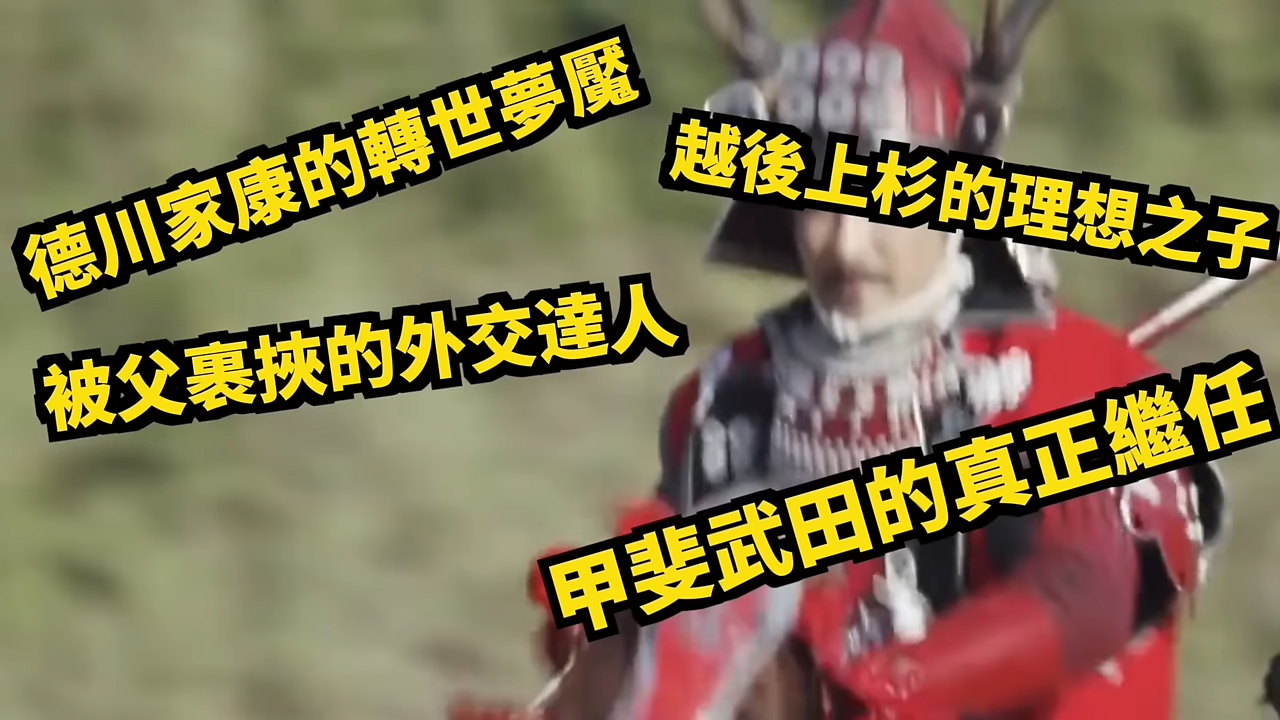 德川家康的轉世夢魘
越後上杉的理想之子
被父裹挾的外交達人
甲斐武田的真正繼任